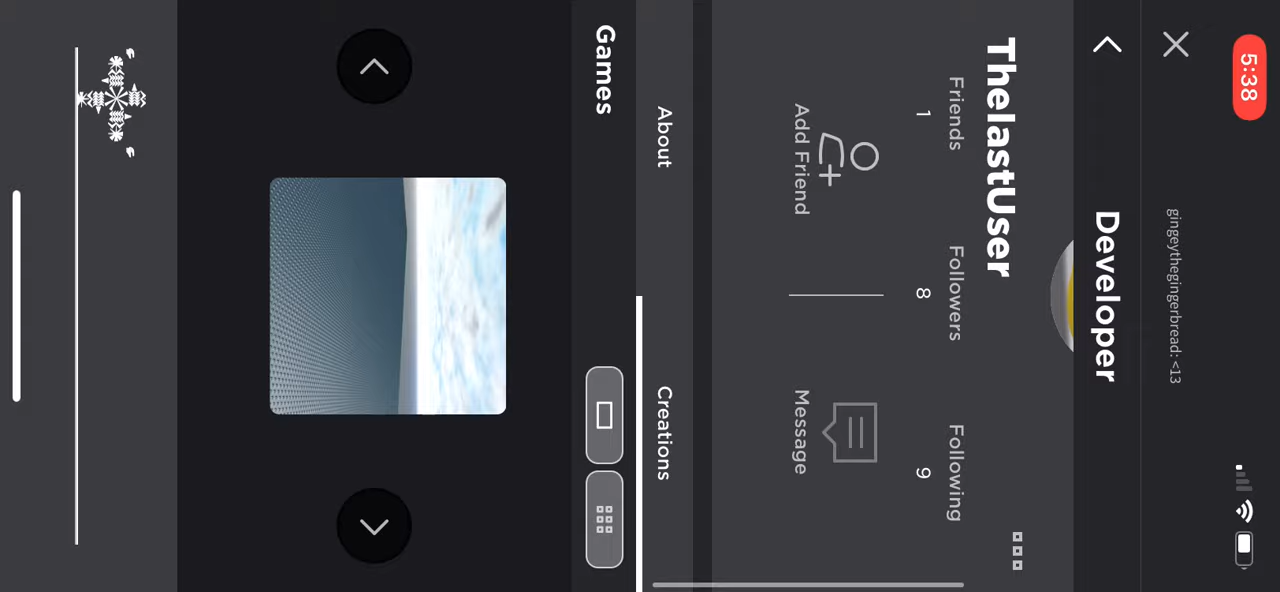 5:38
gingeythegingerbread: <13
Developer
ThelastUser
Friends
1
Followers
8
Following
9
Add Friend
Message
About
Creations
Games